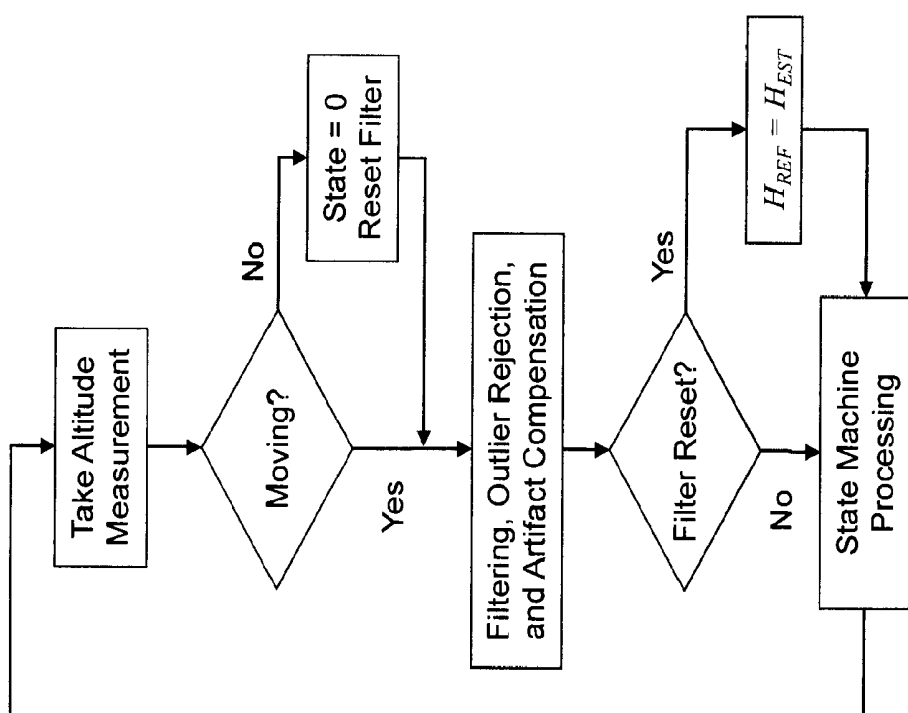 Take Altitude
Measurement
Moving?
No
State = 0
Reset Filter
Yes
Filtering, Outlier Rejection,
and Artifact Compensation
Filter Reset?
Yes
H_REF = H_EST
No
State Machine
Processing